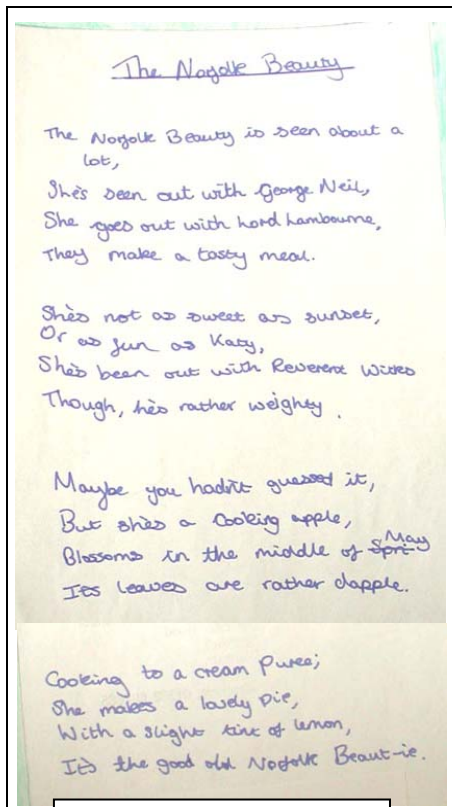 The Norfolk Beauty
The Norfolk Beauty is seen about a
lot,
She's seen out with George Neil,
She goes out with Lord Lambourne,
They make a tasty meal.
She's not as sweet as sunset,
Or as fun as Katy,
She's been out with Reverent Wilks
Though, he's rather weighty.
Maybe you hadn't guessed it,
But she's a cooking apple,
Blossoms in the middle of May
Its leaves are rather dapple.
Cooking to a cream puree;
She makes a lovely pie,
With a slight tint of lemon,
It's the good old Norfolk Beaut-ie.